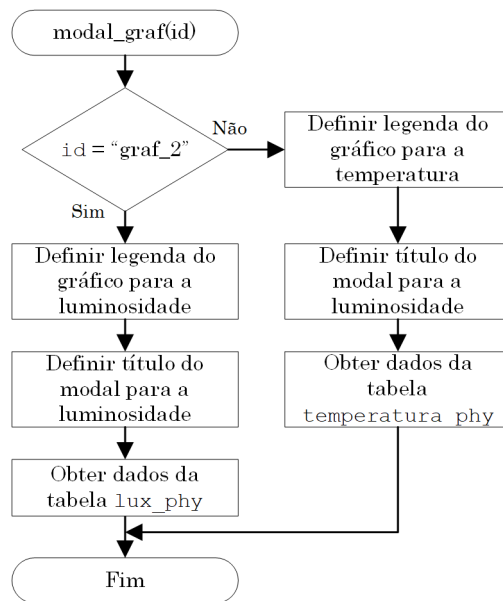 modal_graf(id)
id = “graf_2”
Não
Sim
Definir legenda do
gráfico para a
temperatura
Definir legenda do
gráfico para a
luminosidade
Definir título do
modal para a
luminosidade
Definir título do
modal para a
luminosidade
Obter dados da
tabela
temperatura phy
Obter dados da
tabela lux_phy
Fim